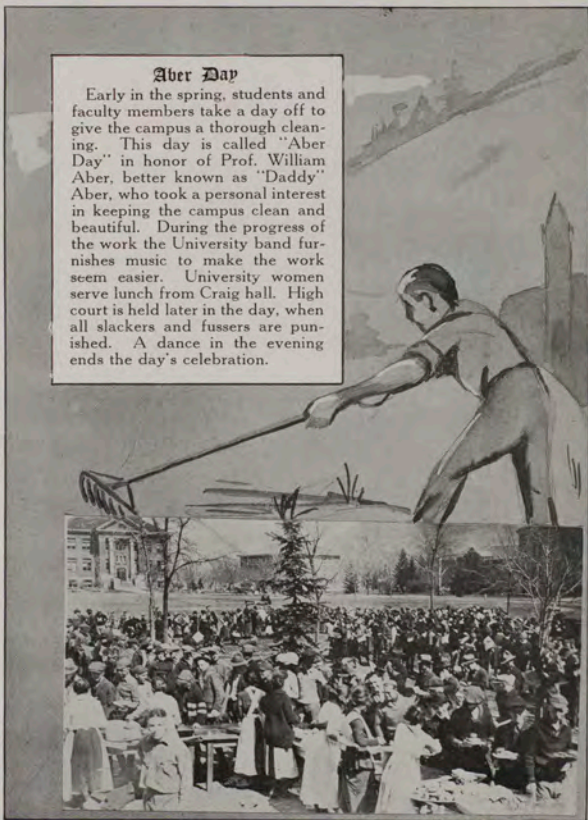 Aber Day
Early in the spring, students and
faculty members take a day off to
give the campus a thorough clean-
ing. This day is called "Aber
Day" in honor of Prof. William
Aber, better known as "Daddy"
Aber, who took a personal interest
in keeping the campus clean and
beautiful. During the progress of
the work the University band fur-
nishes music to make the work
seem easier. University women
serve lunch from Craig hall. High
court is held later in the day, when
all slackers and fussers are pun-
ished. A dance in the evening
ends the day's celebration.